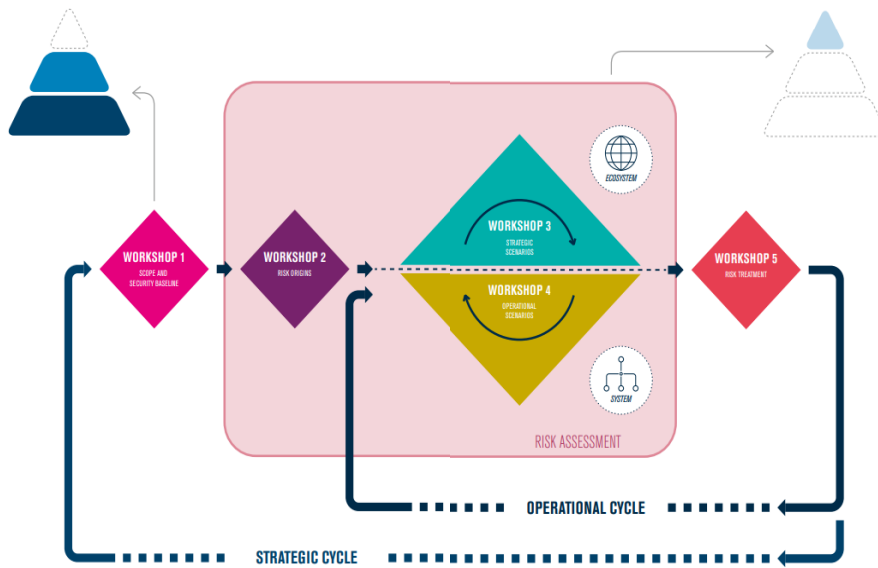 ECOSYSTEM
WORKSHOP 1
SCOPE AND
SECURITY BASELINE
WORKSHOP 2
RISK ORIGINS
WORKSHOP 3
STRATEGIC
SCENARIOS
WORKSHOP 4
OPERATIONAL
SCENARIOS
WORKSHOP 5
RISK TREATMENT
SYSTEM
RISK ASSESSMENT
OPERATIONAL CYCLE
STRATEGIC CYCLE